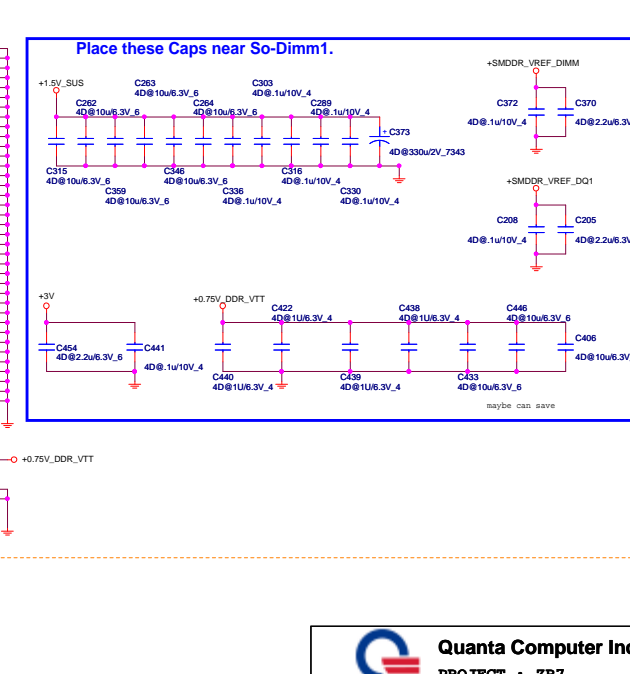 Place these Caps near So-Dimm1.
+1.5V_SUS
C263
4D@10u/6.3V_6
C303
4D@.1u/10V_4
C262
4D@10u/6.3V_6
C264
4D@10u/6.3V_6
C289
4D@.1u/10V_4
+ C373
4D@330u/2V_7343
C315
4D@10u/6.3V_6
C346
4D@10u/6.3V_6
C316
4D@.1u/10V_4
C359
4D@10u/6.3V_6
C336
4D@.1u/10V_4
C330
4D@.1u/10V_4
+SMDDR_VREF_DIMM
C372
4D@.1u/10V_4
C370
4D@2.2u/6.3V
+SMDDR_VREF_DQ1
C208
4D@.1u/10V_4
C205
4D@2.2u/6.3V
+3V
C454
4D@2.2u/6.3V_6
C441
4D@.1u/10V_4
+0.75V_DDR_VTT
C422
4D@1U/6.3V_4
C438
4D@1U/6.3V_4
C446
4D@10u/6.3V_6
C406
4D@10u/6.3V
C440
4D@1U/6.3V_4
C439
4D@1U/6.3V_4
C433
4D@10u/6.3V_6
maybe can save
+0.75V_DDR_VTT
Quanta Computer Inc
PROJECT : ZR7